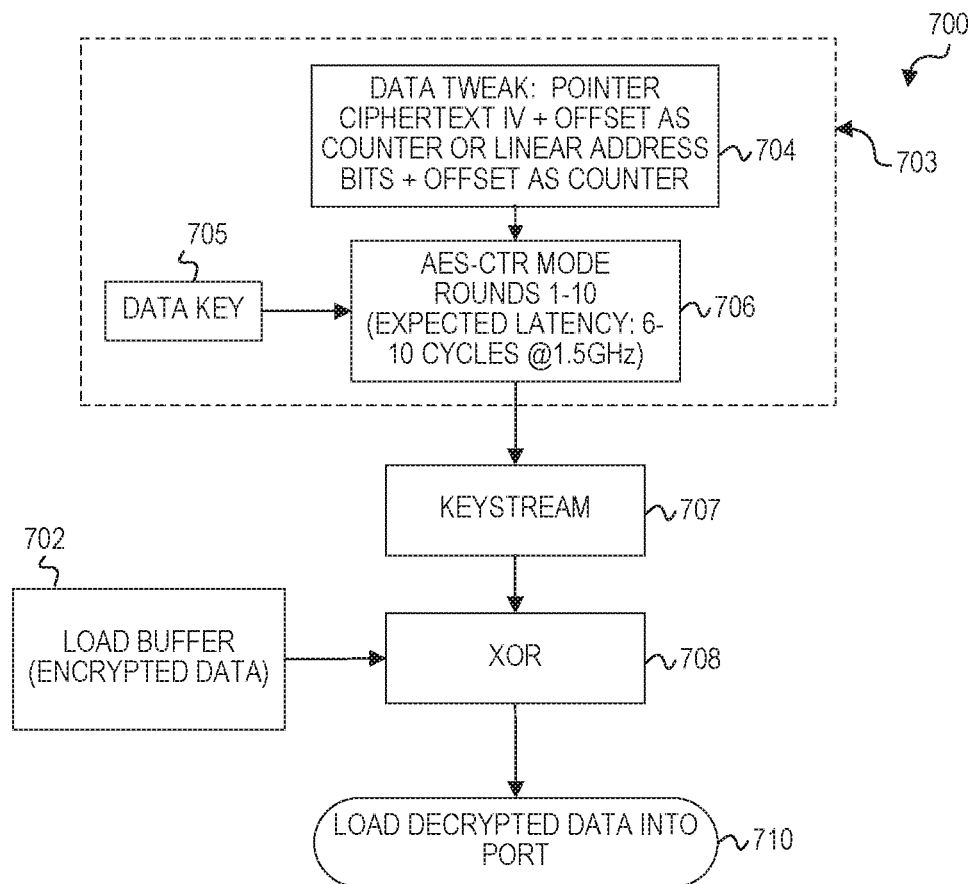 700
DATA TWEAK: POINTER
CIPHERTEXT IV + OFFSET AS
COUNTER OR LINEAR ADDRESS
BITS + OFFSET AS COUNTER
704
703
705
DATA KEY
AES-CTR MODE
ROUNDS 1-10
(EXPECTED LATENCY: 6-
10 CYCLES @1.5GHz)
706
KEYSTREAM
707
702
LOAD BUFFER
(ENCRYPTED DATA)
XOR
708
LOAD DECRYPTED DATA INTO
PORT
710